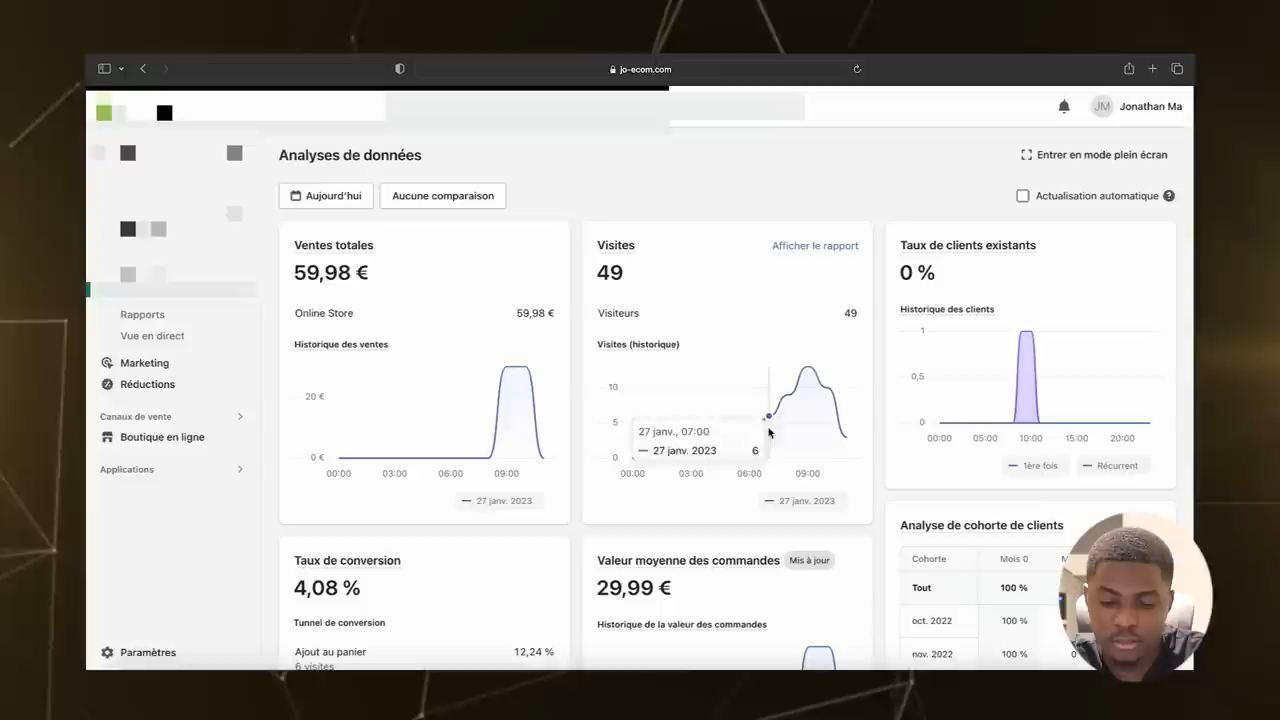 jo-ecom.com
JM Jonathan Ma
Analyses de données
Entrer en mode plein écran
Aujourd'hui
Aucune comparaison
Actualisation automatique ?
Rapports
Vue en direct
Marketing
Réductions
Canaux de vente
Boutique en ligne
Applications
Paramètres
Ventes totales
59,98 €
Online Store 59,98 €
Historique des ventes
20 €
0 €
00:00 03:00 06:00 09:00
27 janv. 2023
Visites Afficher le rapport
49
Visiteurs 49
Visites (historique)
10
5
0
27 janv., 07:00
27 janv. 2023 6
00:00 03:00 06:00 09:00
27 janv. 2023
Taux de clients existants
0 %
Historique des clients
1
0,5
0
00:00 05:00 10:00 15:00 20:00
1ère fois Récurrent
Taux de conversion
4,08 %
Tunnel de conversion
Ajout au panier 12,24 %
6 visites
Valeur moyenne des commandes Mis à jour
29,99 €
Historique de la valeur des commandes
Analyse de cohorte de clients
Cohorte Mois 0 M
Tout 100 %
oct. 2022 100 %
nov. 2022 100 % 0